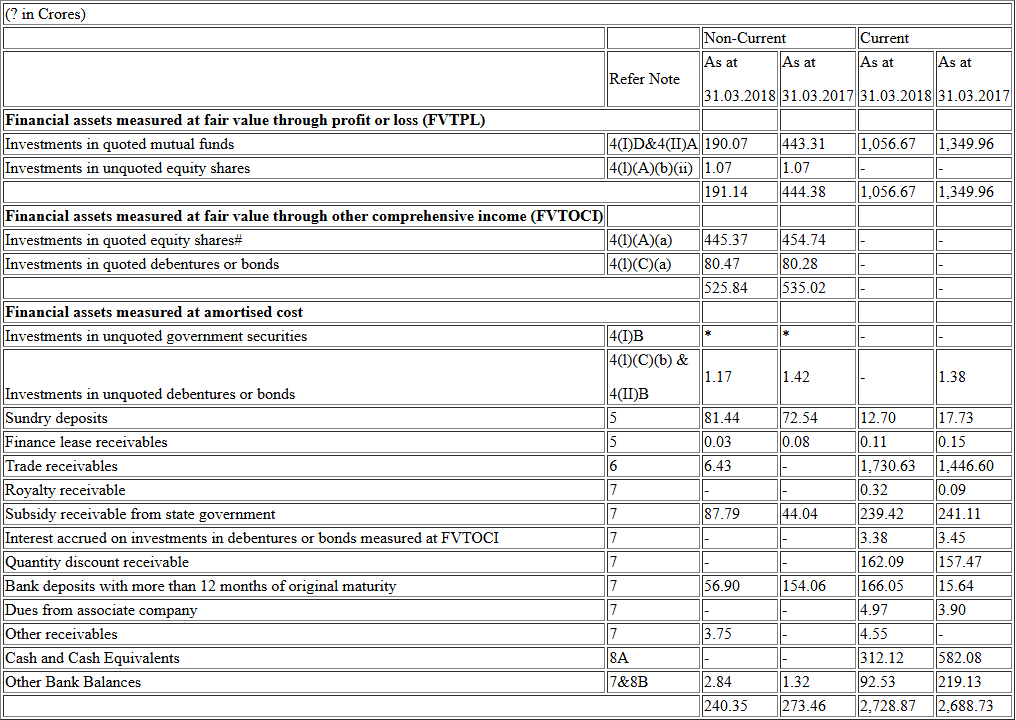 (? in Crores)
Non-Current Current
Refer Note As at 31.03.2018 As at 31.03.2017 As at 31.03.2018 As at 31.03.2017
Financial assets measured at fair value through profit or loss (FVTPL)
Investments in quoted mutual funds 4(I)D&4(II)A 190.07 443.31 1,056.67 1,349.96
Investments in unquoted equity shares 4(l)(A)(b)(ii) 1.07 1.07 - -
191.14 444.38 1,056.67 1,349.96
Financial assets measured at fair value through other comprehensive income (FVTOCI)
Investments in quoted equity shares# 4(l)(A)(a) 445.37 454.74 - -
Investments in quoted debentures or bonds 4(l)(C)(a) 80.47 80.28 - -
525.84 535.02 - -
Financial assets measured at amortised cost
Investments in unquoted government securities 4(I)B * * - -
Investments in unquoted debentures or bonds 4(l)(C)(b) & 4(II)B 1.17 1.42 - 1.38
Sundry deposits 5 81.44 72.54 12.70 17.73
Finance lease receivables 5 0.03 0.08 0.11 0.15
Trade receivables 6 6.43 - 1,730.63 1,446.60
Royalty receivable 7 - - 0.32 0.09
Subsidy receivable from state government 7 87.79 44.04 239.42 241.11
Interest accrued on investments in debentures or bonds measured at FVTOCI 7 - - 3.38 3.45
Quantity discount receivable 7 - - 162.09 157.47
Bank deposits with more than 12 months of original maturity 7 56.90 154.06 166.05 15.64
Dues from associate company 7 - - 4.97 3.90
Other receivables 7 3.75 - 4.55 -
Cash and Cash Equivalents 8A - - 312.12 582.08
Other Bank Balances 7&8B 2.84 1.32 92.53 219.13
240.35 273.46 2,728.87 2,688.73